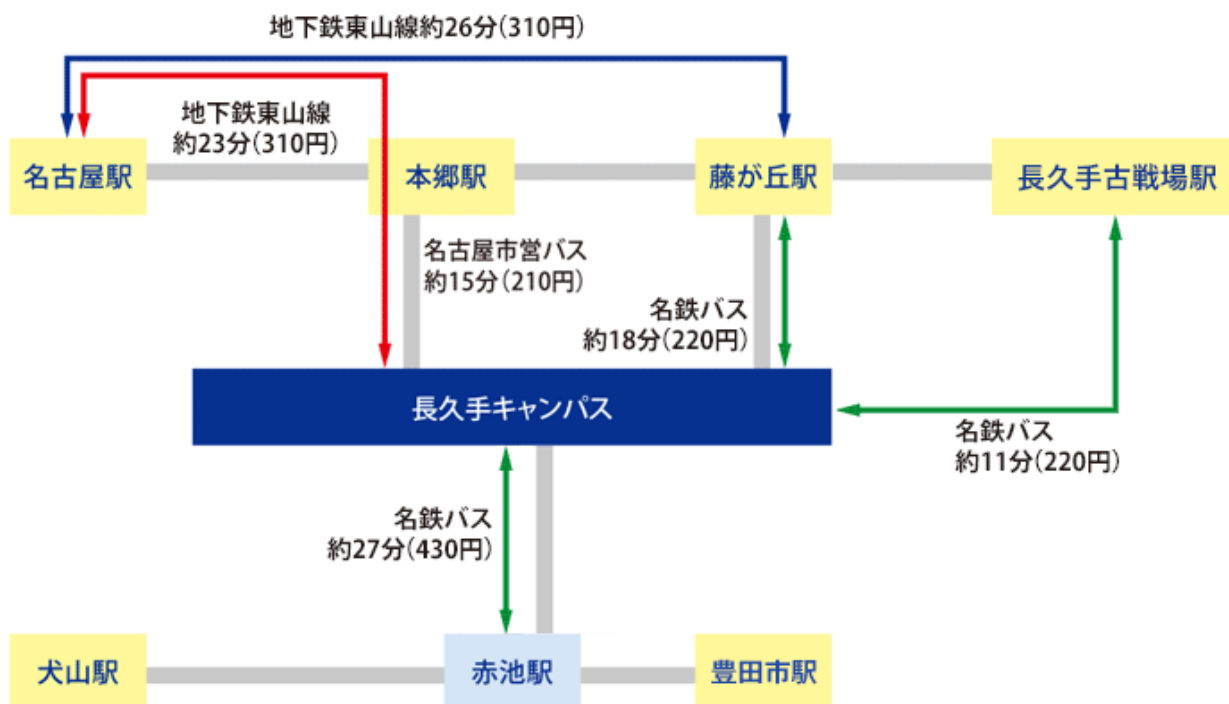 地下鉄東山線約26分(310円)
地下鉄東山線
約23分(310円)
名古屋駅
本郷駅
藤が丘駅
長久手古戦場駅
名古屋市営バス
約15分(210円)
名鉄バス
約18分(220円)
長久手キャンパス
名鉄バス
約11分(220円)
名鉄バス
約27分(430円)
犬山駅
赤池駅
豊田市駅